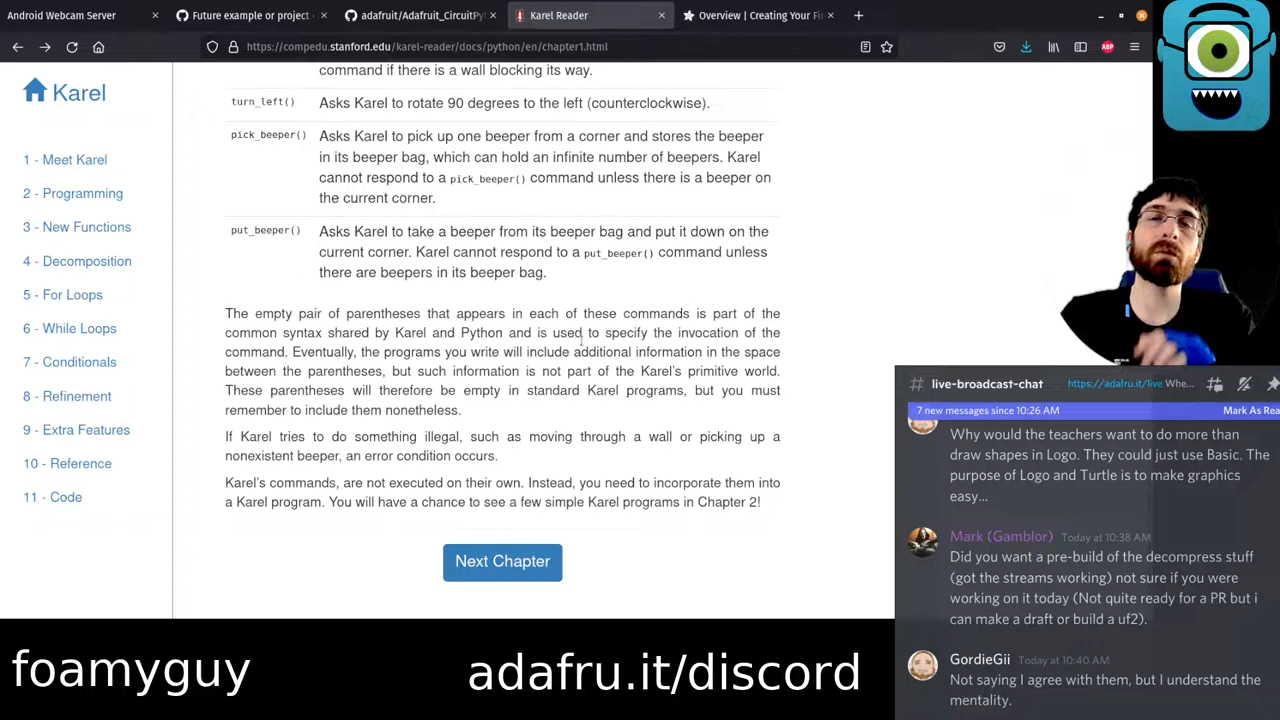 Android Webcam Server
Future example or project
adafruit/Adafruit_CircuitPy
Karel Reader
Overview | Creating Your Fir
https://compedu.stanford.edu/karel-reader/docs/python/en/chapter1.html
ABP
Karel
1 - Meet Karel
2 - Programming
3 - New Functions
4 - Decomposition
5 - For Loops
6 - While Loops
7 - Conditionals
8 - Refinement
9 - Extra Features
10 - Reference
11 - Code
command if there is a wall blocking its way.
turn_left() Asks Karel to rotate 90 degrees to the left (counterclockwise).
pick_beeper() Asks Karel to pick up one beeper from a corner and stores the beeper
in its beeper bag, which can hold an infinite number of beepers. Karel
cannot respond to a pick_beeper() command unless there is a beeper on
the current corner.
put_beeper() Asks Karel to take a beeper from its beeper bag and put it down on the
current corner. Karel cannot respond to a put_beeper() command unless
there are beepers in its beeper bag.
The empty pair of parentheses that appears in each of these commands is part of the
common syntax shared by Karel and Python and is used to specify the invocation of the
command. Eventually, the programs you write will include additional information in the space
between the parentheses, but such information is not part of the Karel's primitive world.
These parentheses will therefore be empty in standard Karel programs, but you must
remember to include them nonetheless.
If Karel tries to do something illegal, such as moving through a wall or picking up a
nonexistent beeper, an error condition occurs.
Karel's commands, are not executed on their own. Instead, you need to incorporate them into
a Karel program. You will have a chance to see a few simple Karel programs in Chapter 2!
Next Chapter
# live-broadcast-chat https://adafru.it/live Whe...
7 new messages since 10:26 AM Mark As Rea
Why would the teachers want to do more than
draw shapes in Logo. They could just use Basic. The
purpose of Logo and Turtle is to make graphics
easy...
Mark (Gamblor) Today at 10:38 AM
Did you want a pre-build of the decompress stuff
(got the streams working) not sure if you were
working on it today (Not quite ready for a PR but i
can make a draft or build a uf2).
GordieGii Today at 10:40 AM
Not saying I agree with them, but I understand the
mentality.
foamyguy
adafru.it/discord